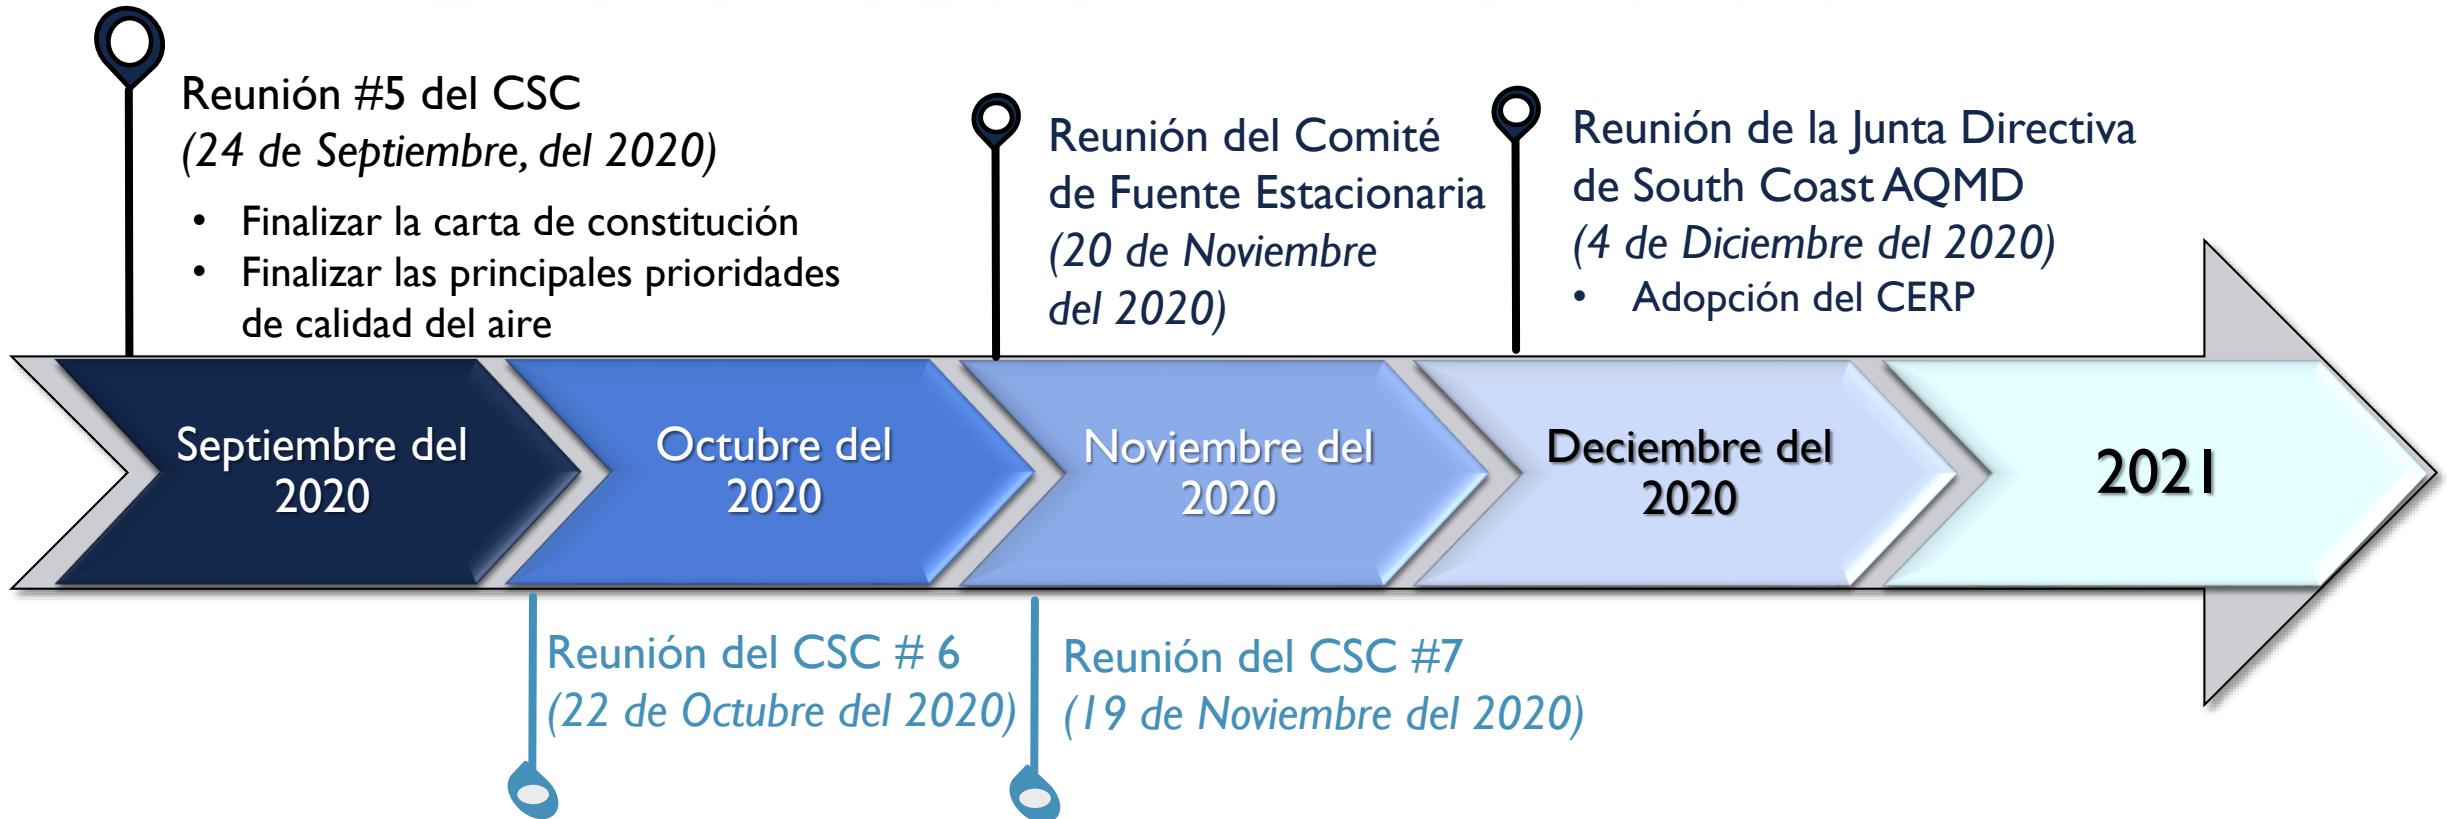 Reunión #5 del CSC
(24 de Septiembre, del 2020)
• Finalizar la carta de constitución
• Finalizar las principales prioridades
de calidad del aire
Reunión del Comité
de Fuente Estacionaria
(20 de Noviembre
del 2020)
Reunión de la Junta Directiva
de South Coast AQMD
(4 de Diciembre del 2020)
• Adopción del CERP
Septiembre del
2020
Octubre del
2020
Noviembre del
2020
Deciembre del
2020
2021
Reunión del CSC # 6
(22 de Octubre del 2020)
Reunión del CSC #7
(19 de Noviembre del 2020)